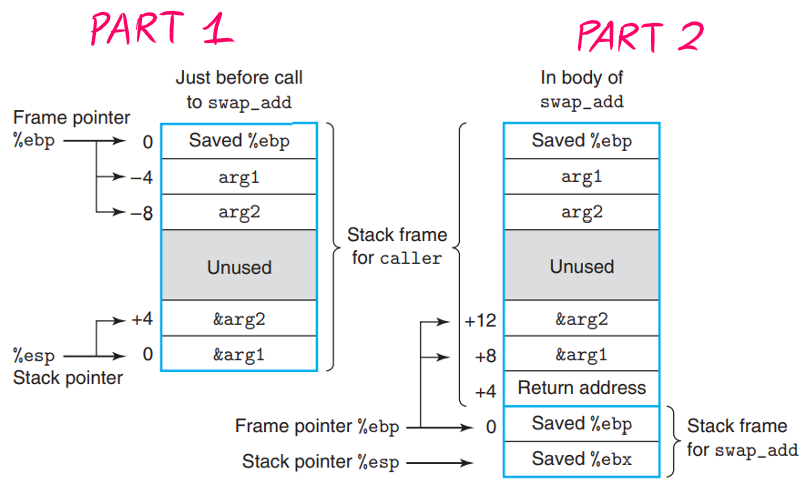 PART 1
PART 2
Just before call
to swap_add
In body of
swap_add
Frame pointer
%ebp
0
Saved %ebp
Saved %ebp
-4
arg1
arg1
-8
arg2
arg2
Stack frame
for caller
Unused
Unused
+4
&arg2
+12
&arg2
%esp
0
&arg1
+8
&arg1
Stack pointer
+4
Return address
Frame pointer %ebp
0
Saved %ebp
Stack frame
for swap_add
Stack pointer %esp
Saved %ebx